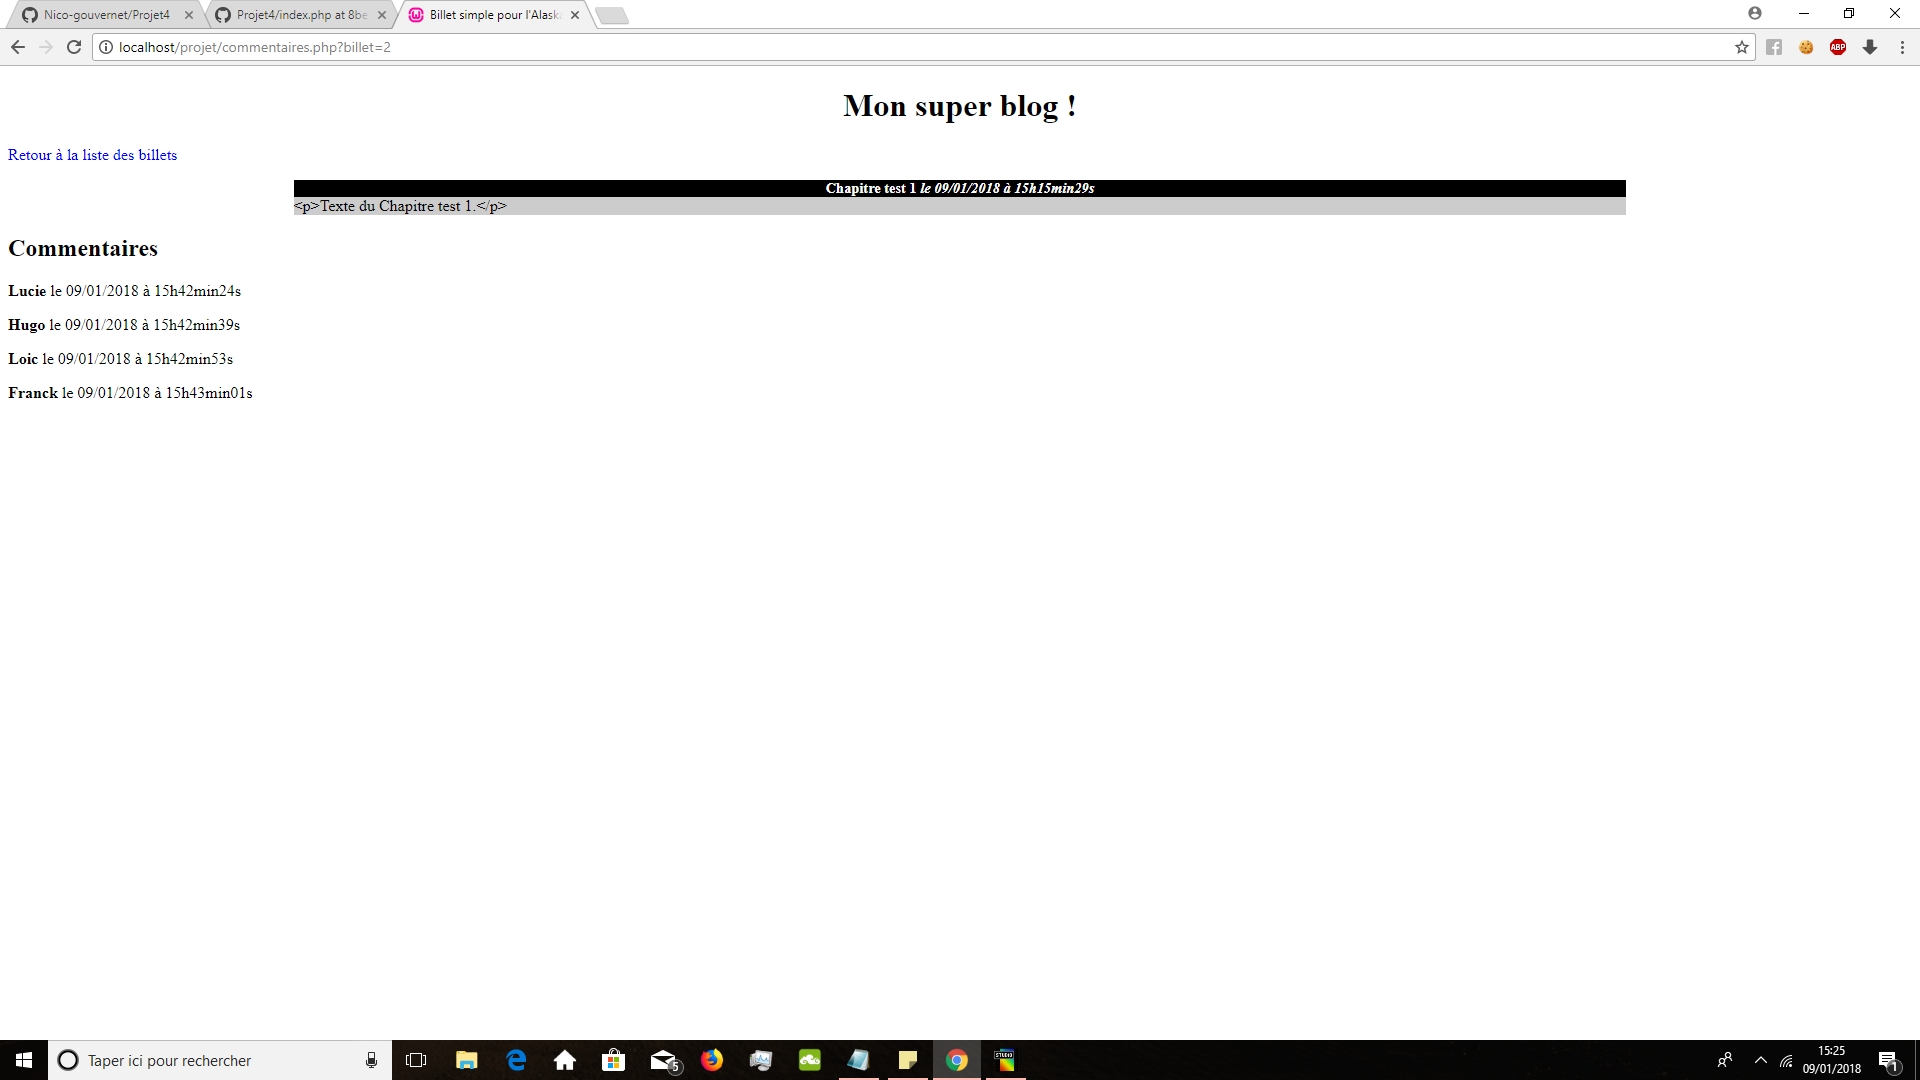 Nico-gouvernet/Projet4
Projet4/index.php at 8be
Billet simple pour l'Alask
localhost/projet/commentaires.php?billet=2
ABP
Mon super blog !
Retour à la liste des billets
Chapitre test 1 le 09/01/2018 à 15h15min29s
<p>Texte du Chapitre test 1.</p>
Commentaires
Lucie le 09/01/2018 à 15h42min24s
Hugo le 09/01/2018 à 15h42min39s
Loic le 09/01/2018 à 15h42min53s
Franck le 09/01/2018 à 15h43min01s
Taper ici pour rechercher
5
STUDIO
15:25
09/01/2018
1